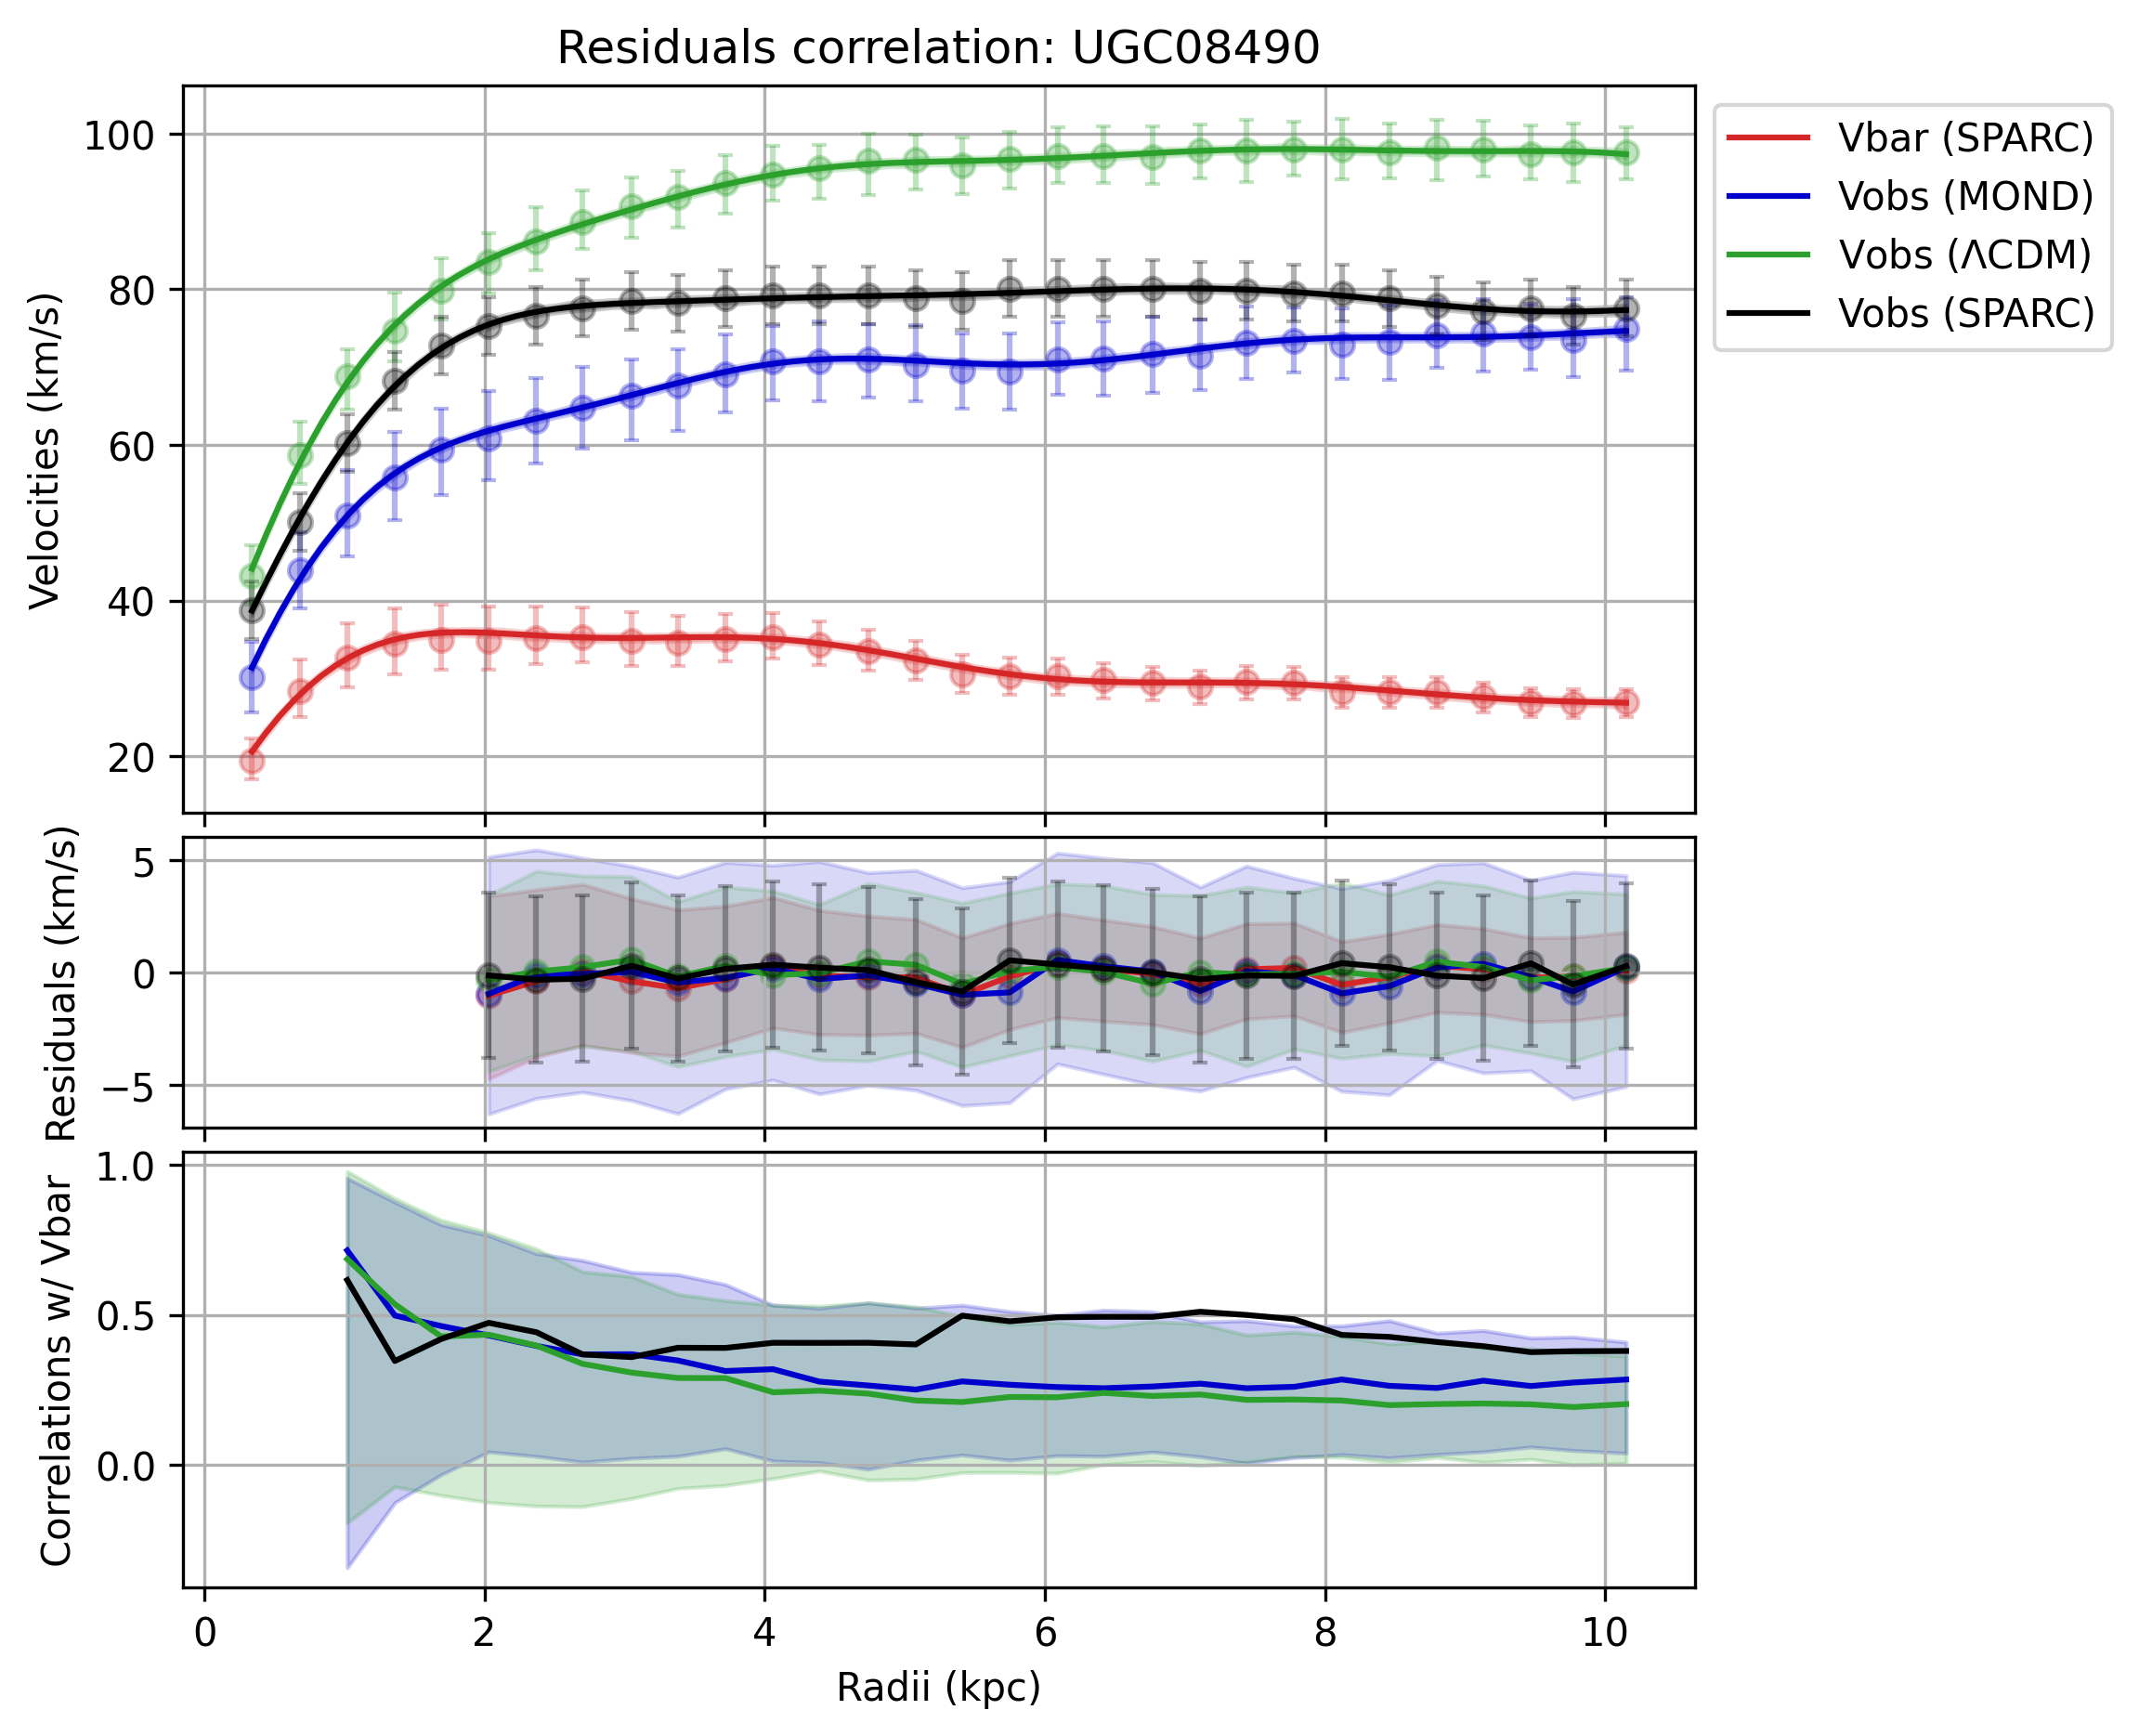 Residuals correlation: UGC08490
Velocities (km/s)
100
80
60
40
20
Vbar (SPARC)
Vobs (MOND)
Vobs (ΛCDM)
Vobs (SPARC)
Residuals (km/s)
5
0
−5
Correlations w/ Vbar
1.0
0.5
0.0
0 2 4 6 8 10
Radii (kpc)